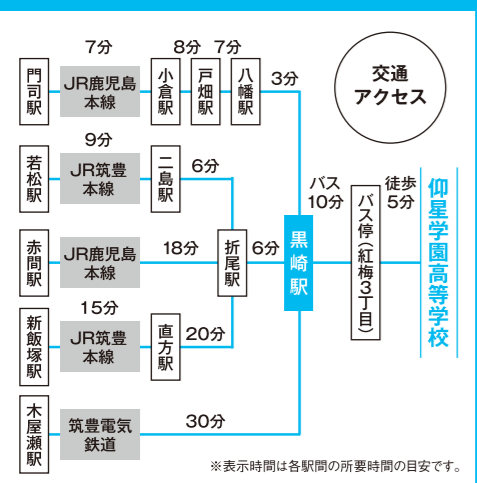 交通
アクセス
7分
8分
7分
3分
門司駅
JR鹿児島
本線
小倉駅
戸畑駅
八幡駅
9分
6分
若松駅
JR筑豊
本線
二島駅
赤間駅
JR鹿児島
本線
18分
折尾駅
6分
黒崎駅
バス
10分
バス停(紅梅3丁目)
徒歩
5分
仰星学園高等学校
15分
新飯塚駅
JR筑豊
本線
直方駅
20分
木屋瀬駅
筑豊電気
鉄道
30分
※表示時間は各駅間の所要時間の目安です。